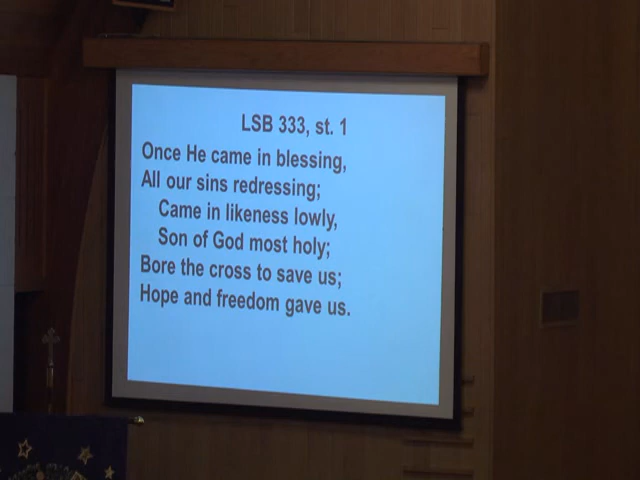 LSB 333, st. 1
Once He came in blessing,
All our sins redressing;
Came in likeness lowly,
Son of God most holy;
Bore the cross to save us;
Hope and freedom gave us.